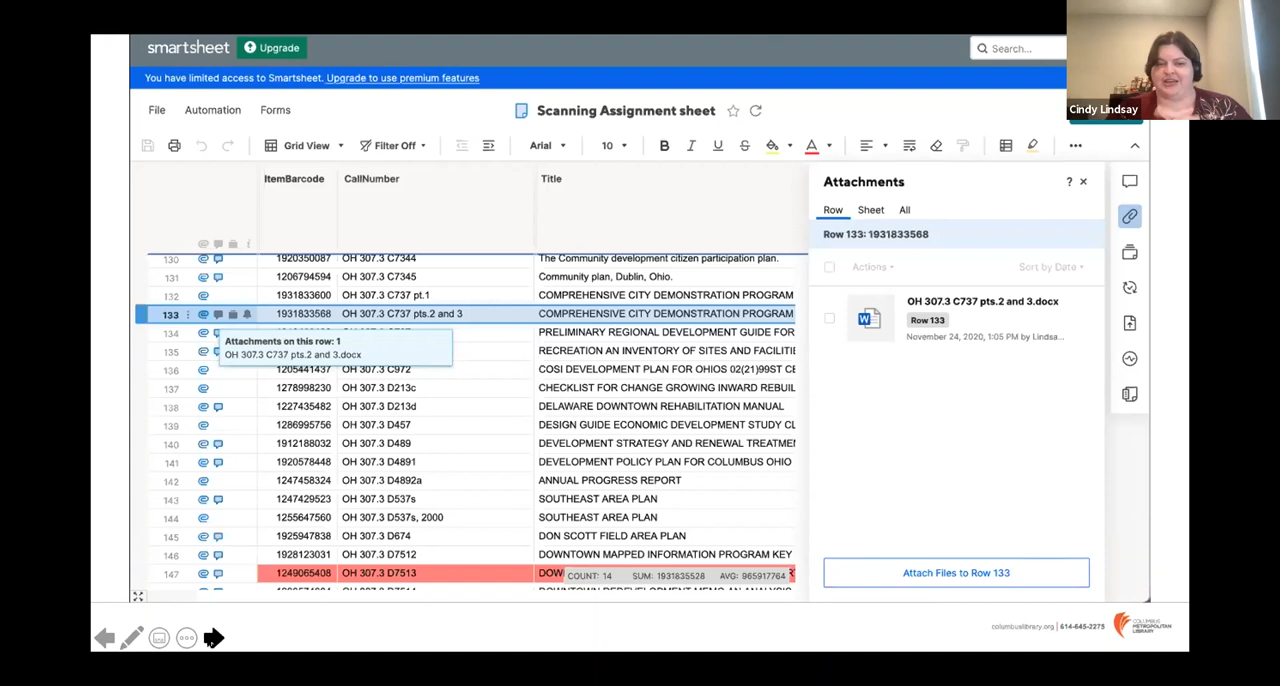 smartsheet Upgrade Search...
You have limited access to Smartsheet. Upgrade to use premium features
Cindy Lindsay
File Automation Forms Scanning Assignment sheet
Grid View Filter Off Arial 10 B I U S A
ItemBarcode CallNumber Title
130 1920350087 OH 307.3 C7344 The Community development citizen participation plan.
131 1206794594 OH 307.3 C7345 Community plan, Dublin, Ohio.
132 1931833600 OH 307.3 C737 pt.1 COMPREHENSIVE CITY DEMONSTRATION PROGRAM
133 1931833568 OH 307.3 C737 pts.2 and 3 COMPREHENSIVE CITY DEMONSTRATION PROGRAM
134 PRELIMINARY REGIONAL DEVELOPMENT GUIDE FOR
Attachments on this row: 1
OH 307.3 C737 pts.2 and 3.docx
135 RECREATION AN INVENTORY OF SITES AND FACILITIE
136 1205441437 OH 307.3 C972 COSI DEVELOPMENT PLAN FOR OHIOS 02(21)99ST CE
137 1278998230 OH 307.3 D213c CHECKLIST FOR CHANGE GROWING INWARD REBUIL
138 1227435482 OH 307.3 D213d DELAWARE DOWNTOWN REHABILITATION MANUAL
139 1286995756 OH 307.3 D457 DESIGN GUIDE ECONOMIC DEVELOPMENT STUDY CL
140 1912188032 OH 307.3 D489 DEVELOPMENT STRATEGY AND RENEWAL TREATMEN
141 1920578448 OH 307.3 D4891 DEVELOPMENT POLICY PLAN FOR COLUMBUS OHIO
142 1247458324 OH 307.3 D4892a ANNUAL PROGRESS REPORT
143 1247429523 OH 307.3 D537s SOUTHEAST AREA PLAN
144 1255647560 OH 307.3 D537s, 2000 SOUTHEAST AREA PLAN
145 1925947838 OH 307.3 D674 DON SCOTT FIELD AREA PLAN
146 1928123031 OH 307.3 D7512 DOWNTOWN MAPPED INFORMATION PROGRAM KEY
147 1249065408 OH 307.3 D7513 DOW
COUNT: 14 SUM: 1931835528 AVG: 965917764
Attachments ?
Row Sheet All
Row 133: 1931833568
Actions Sort by Date
OH 307.3 C737 pts.2 and 3.docx
W
Row 133
November 24, 2020, 1:05 PM by Lindsa...
Attach Files to Row 133
columbuslibrary.org | 614-645-2275
COLUMBUS
METROPOLITAN
LIBRARY